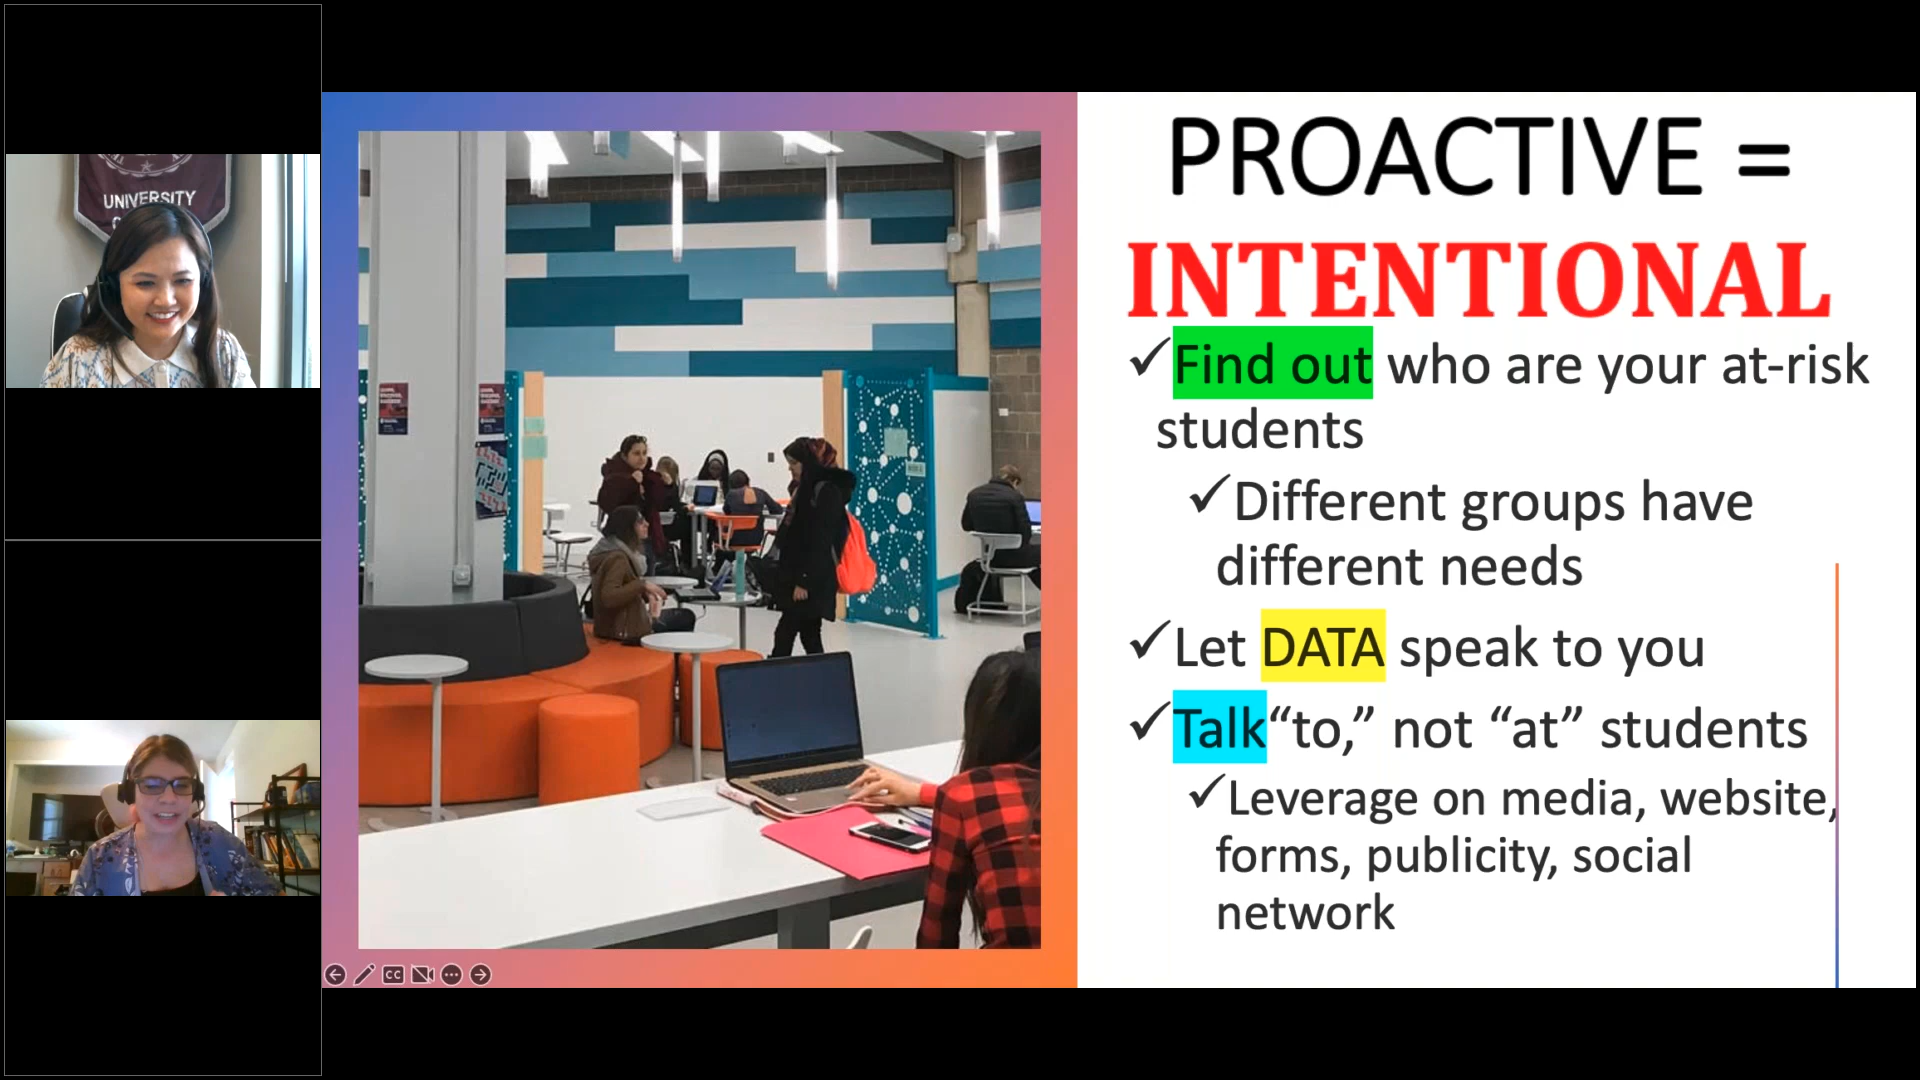 UNIVERSITY
PROACTIVE =
INTENTIONAL
✓Find out who are your at-risk
students
✓Different groups have
different needs
✓Let DATA speak to you
✓Talk“to,” not “at” students
✓Leverage on media, website,
forms, publicity, social
network
CC